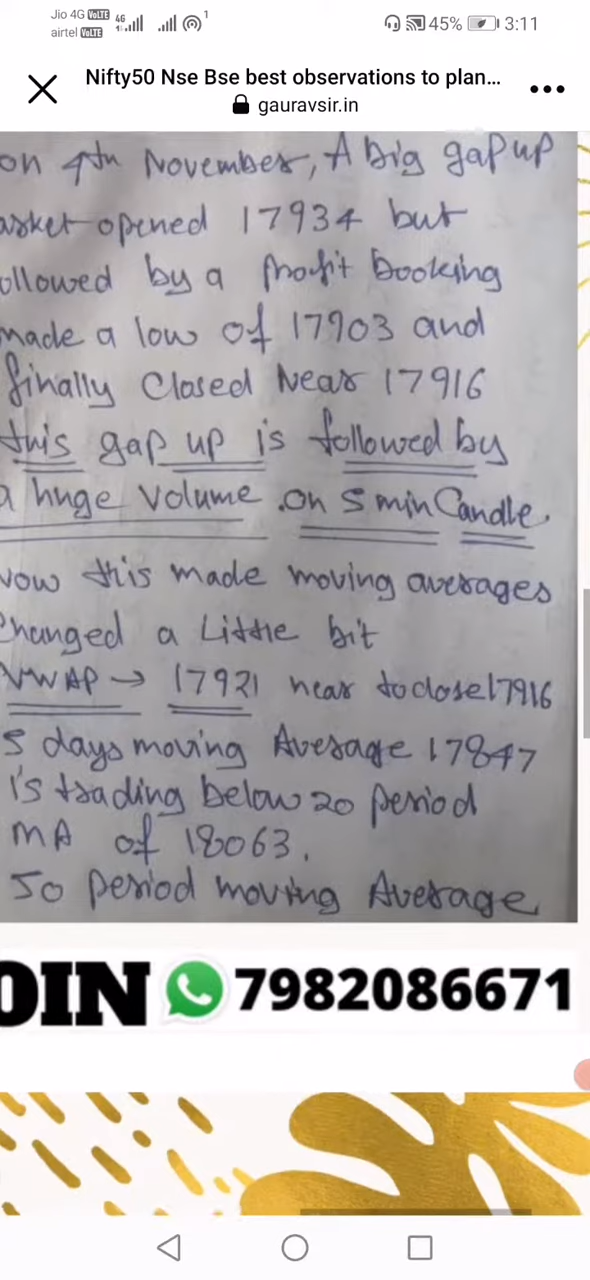 Jio 4G VoLTE 4G 1 45% 3:11
airtel VoLTE
Nifty50 Nse Bse best observations to plan...
gauravsir.in
on 4th November, A big gap up
arket opened 17934 but
ollowed by a profit booking
made a low of 17903 and
finally Closed Near 17916
this gap up is followed by
a huge volume .on 5 min Candle.
Now this made moving averages
Changed a Little bit
VWAP → 17921 near to close 17916
5 days moving Average 17847
is trading below 20 period
MA of 18063.
50 period moving Average
OIN 7982086671